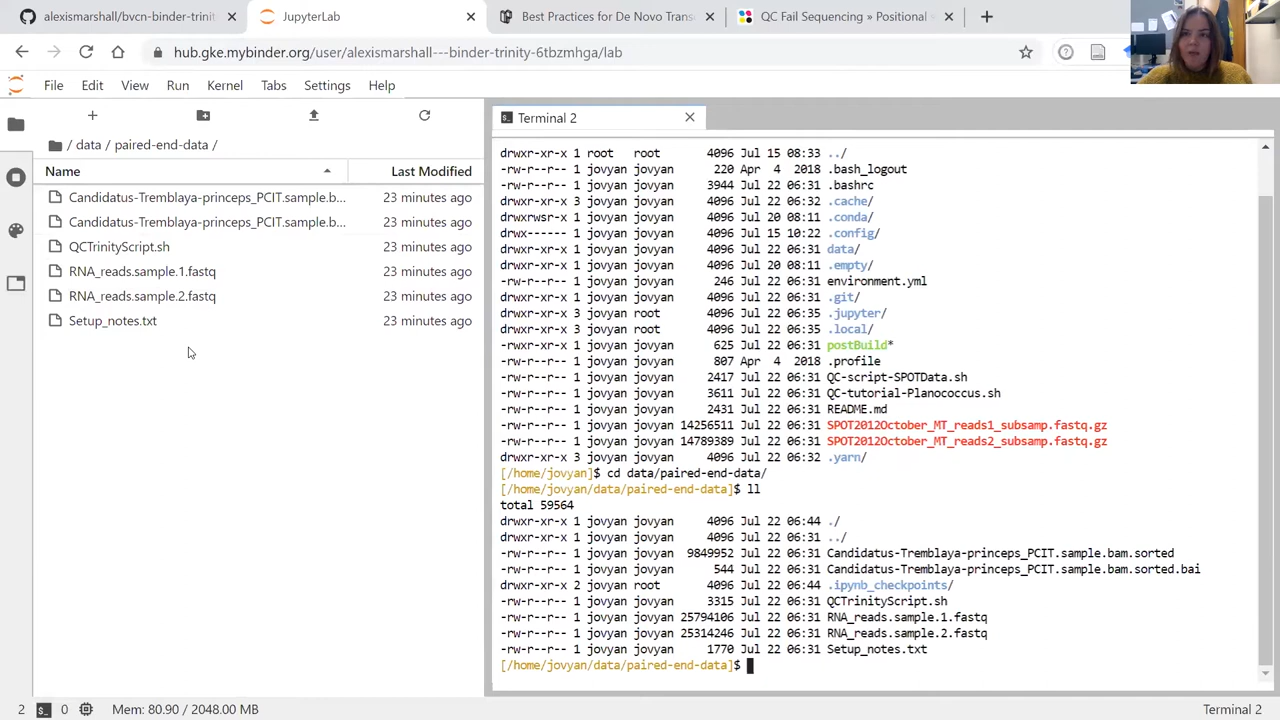 alexismarshall/bvcn-binder-trinit
JupyterLab
Best Practices for De Novo Trans
QC Fail Sequencing » Positional
hub.gke.mybinder.org/user/alexismarshall---binder-trinity-6tbzmhga/lab
File Edit View Run Kernel Tabs Settings Help
/ data / paired-end-data /
Name Last Modified
Candidatus-Tremblaya-princeps_PCIT.sample.b... 23 minutes ago
Candidatus-Tremblaya-princeps_PCIT.sample.b... 23 minutes ago
QCTrinityScript.sh 23 minutes ago
RNA_reads.sample.1.fastq 23 minutes ago
RNA_reads.sample.2.fastq 23 minutes ago
Setup_notes.txt 23 minutes ago
Terminal 2
drwxr-xr-x 1 root root 4096 Jul 15 08:33 ../
-rw-r--r-- 1 jovyan jovyan 220 Apr 4 2018 .bash_logout
-rw-r--r-- 1 jovyan jovyan 3944 Jul 22 06:31 .bashrc
drwxr-xr-x 3 jovyan jovyan 4096 Jul 22 06:32 .cache/
drwxrwsr-x 3 jovyan jovyan 4096 Jul 20 08:11 .conda/
drwx------ 1 jovyan jovyan 4096 Jul 15 10:22 .config/
drwxr-xr-x 1 jovyan jovyan 4096 Jul 22 06:31 data/
drwxr-xr-x 2 jovyan jovyan 4096 Jul 20 08:11 .empty/
-rw-r--r-- 1 jovyan jovyan 246 Jul 22 06:31 environment.yml
drwxr-xr-x 1 jovyan jovyan 4096 Jul 22 06:31 .git/
drwxr-xr-x 3 jovyan root 4096 Jul 22 06:35 .jupyter/
drwxr-xr-x 3 jovyan root 4096 Jul 22 06:35 .local/
-rwxr-xr-x 1 jovyan jovyan 625 Jul 22 06:31 postBuild*
-rw-r--r-- 1 jovyan jovyan 807 Apr 4 2018 .profile
-rw-r--r-- 1 jovyan jovyan 2417 Jul 22 06:31 QC-script-SPOTData.sh
-rw-r--r-- 1 jovyan jovyan 3611 Jul 22 06:31 QC-tutorial-Planococcus.sh
-rw-r--r-- 1 jovyan jovyan 2431 Jul 22 06:31 README.md
-rw-r--r-- 1 jovyan jovyan 14256511 Jul 22 06:31 SPOT2012October_MT_reads1_subsamp.fastq.gz
-rw-r--r-- 1 jovyan jovyan 14789389 Jul 22 06:31 SPOT2012October_MT_reads2_subsamp.fastq.gz
drwxr-xr-x 3 jovyan jovyan 4096 Jul 22 06:32 .yarn/
[/home/jovyan]$ cd data/paired-end-data/
[/home/jovyan/data/paired-end-data]$ ll
total 59564
drwxr-xr-x 1 jovyan jovyan 4096 Jul 22 06:44 ./
drwxr-xr-x 1 jovyan jovyan 4096 Jul 22 06:31 ../
-rw-r--r-- 1 jovyan jovyan 9849952 Jul 22 06:31 Candidatus-Tremblaya-princeps_PCIT.sample.bam.sorted
-rw-r--r-- 1 jovyan jovyan 544 Jul 22 06:31 Candidatus-Tremblaya-princeps_PCIT.sample.bam.sorted.bai
drwxr-xr-x 2 jovyan root 4096 Jul 22 06:44 .ipynb_checkpoints/
-rw-r--r-- 1 jovyan jovyan 3315 Jul 22 06:31 QCTrinityScript.sh
-rw-r--r-- 1 jovyan jovyan 25794106 Jul 22 06:31 RNA_reads.sample.1.fastq
-rw-r--r-- 1 jovyan jovyan 25314246 Jul 22 06:31 RNA_reads.sample.2.fastq
-rw-r--r-- 1 jovyan jovyan 1770 Jul 22 06:31 Setup_notes.txt
[/home/jovyan/data/paired-end-data]$
2 0 Mem: 80.90 / 2048.00 MB Terminal 2